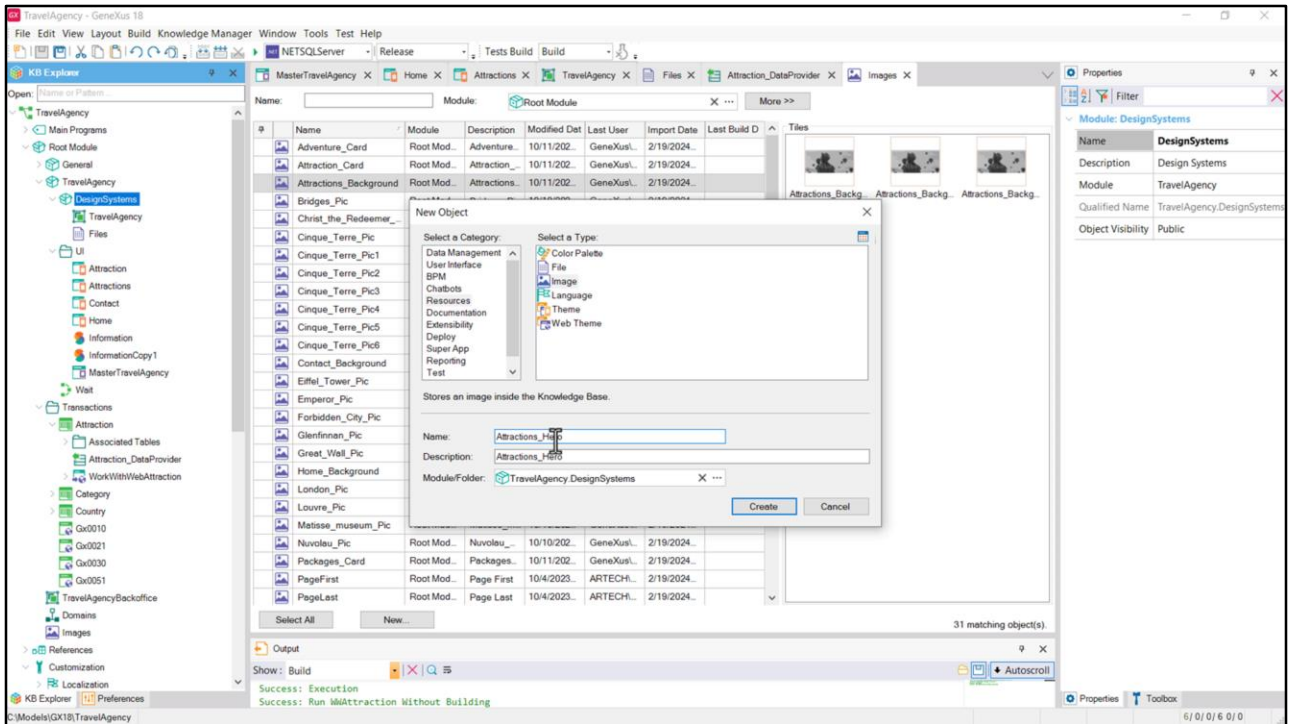 TravelAgency - GeneXus 18
File Edit View Layout Build Knowledge Manager Window Tools Test Help
NETSQLServer Release Tests Build Build
KB Explorer
Open: Name or Pattern...
TravelAgency
Main Programs
Root Module
General
TravelAgency
DesignSystems
TravelAgency
Files
UI
Attraction
Attractions
Contact
Home
Information
InformationCopy1
MasterTravelAgency
Wait
Transactions
Attraction
Associated Tables
Attraction_DataProvider
WorkWithWebAttraction
Category
Country
Gx0010
Gx0021
Gx0030
Gx0051
TravelAgencyBackoffice
Domains
Images
References
Customization
Localization
KB Explorer Preferences
C:\Models\GX18\TravelAgency
MasterTravelAgency X Home X Attractions X TravelAgency X Files X Attraction_DataProvider X Images X
Name: Module: Root Module X ... More >>
Name Module Description Modified Dat Last User Import Date Last Build D
Adventure_Card Root Mod... Adventure... 10/11/202... GeneXus\... 2/19/2024...
Attraction_Card Root Mod... Attraction_... 10/11/202... GeneXus\... 2/19/2024...
Attractions_Background Root Mod... Attractions... 10/11/202... GeneXus\... 2/19/2024...
Bridges_Pic
Christ_the_Redeemer_...
Cinque_Terre_Pic
Cinque_Terre_Pic1
Cinque_Terre_Pic2
Cinque_Terre_Pic3
Cinque_Terre_Pic4
Cinque_Terre_Pic5
Cinque_Terre_Pic6
Contact_Background
Eiffel_Tower_Pic
Emperor_Pic
Forbidden_City_Pic
Glenfinnan_Pic
Great_Wall_Pic
Home_Background
London_Pic
Louvre_Pic
Matisse_museum_Pic
Nuvolau_Pic Root Mod... Nuvolau_... 10/10/202... GeneXus\... 2/19/2024...
Packages_Card Root Mod... Packages... 10/11/202... GeneXus\... 2/19/2024...
PageFirst Root Mod... Page First 10/4/2023... ARTECH\... 2/19/2024...
PageLast Root Mod... Page Last 10/4/2023... ARTECH\... 2/19/2024...
Select All New... 31 matching object(s).
Tiles
Attractions_Backg... Attractions_Backg... Attractions_Backg...
New Object
Select a Category: Select a Type:
Data Management
User Interface
BPM
Chatbots
Resources
Documentation
Extensibility
Deploy
Super App
Reporting
Test
Color Palette
File
Image
Language
Theme
Web Theme
Stores an image inside the Knowledge Base.
Name: Attractions_Hero
Description: Attractions_Hero
Module/Folder: TravelAgency.DesignSystems X ...
Create Cancel
Output
Show: Build Autoscroll
Success: Execution
Success: Run WWAttraction Without Building
Properties
Filter
Module: DesignSystems
Name DesignSystems
Description Design Systems
Module TravelAgency
Qualified Name TravelAgency.DesignSystems
Object Visibility Public
Properties Toolbox
6/ 0/ 0/ 6 0/ 0